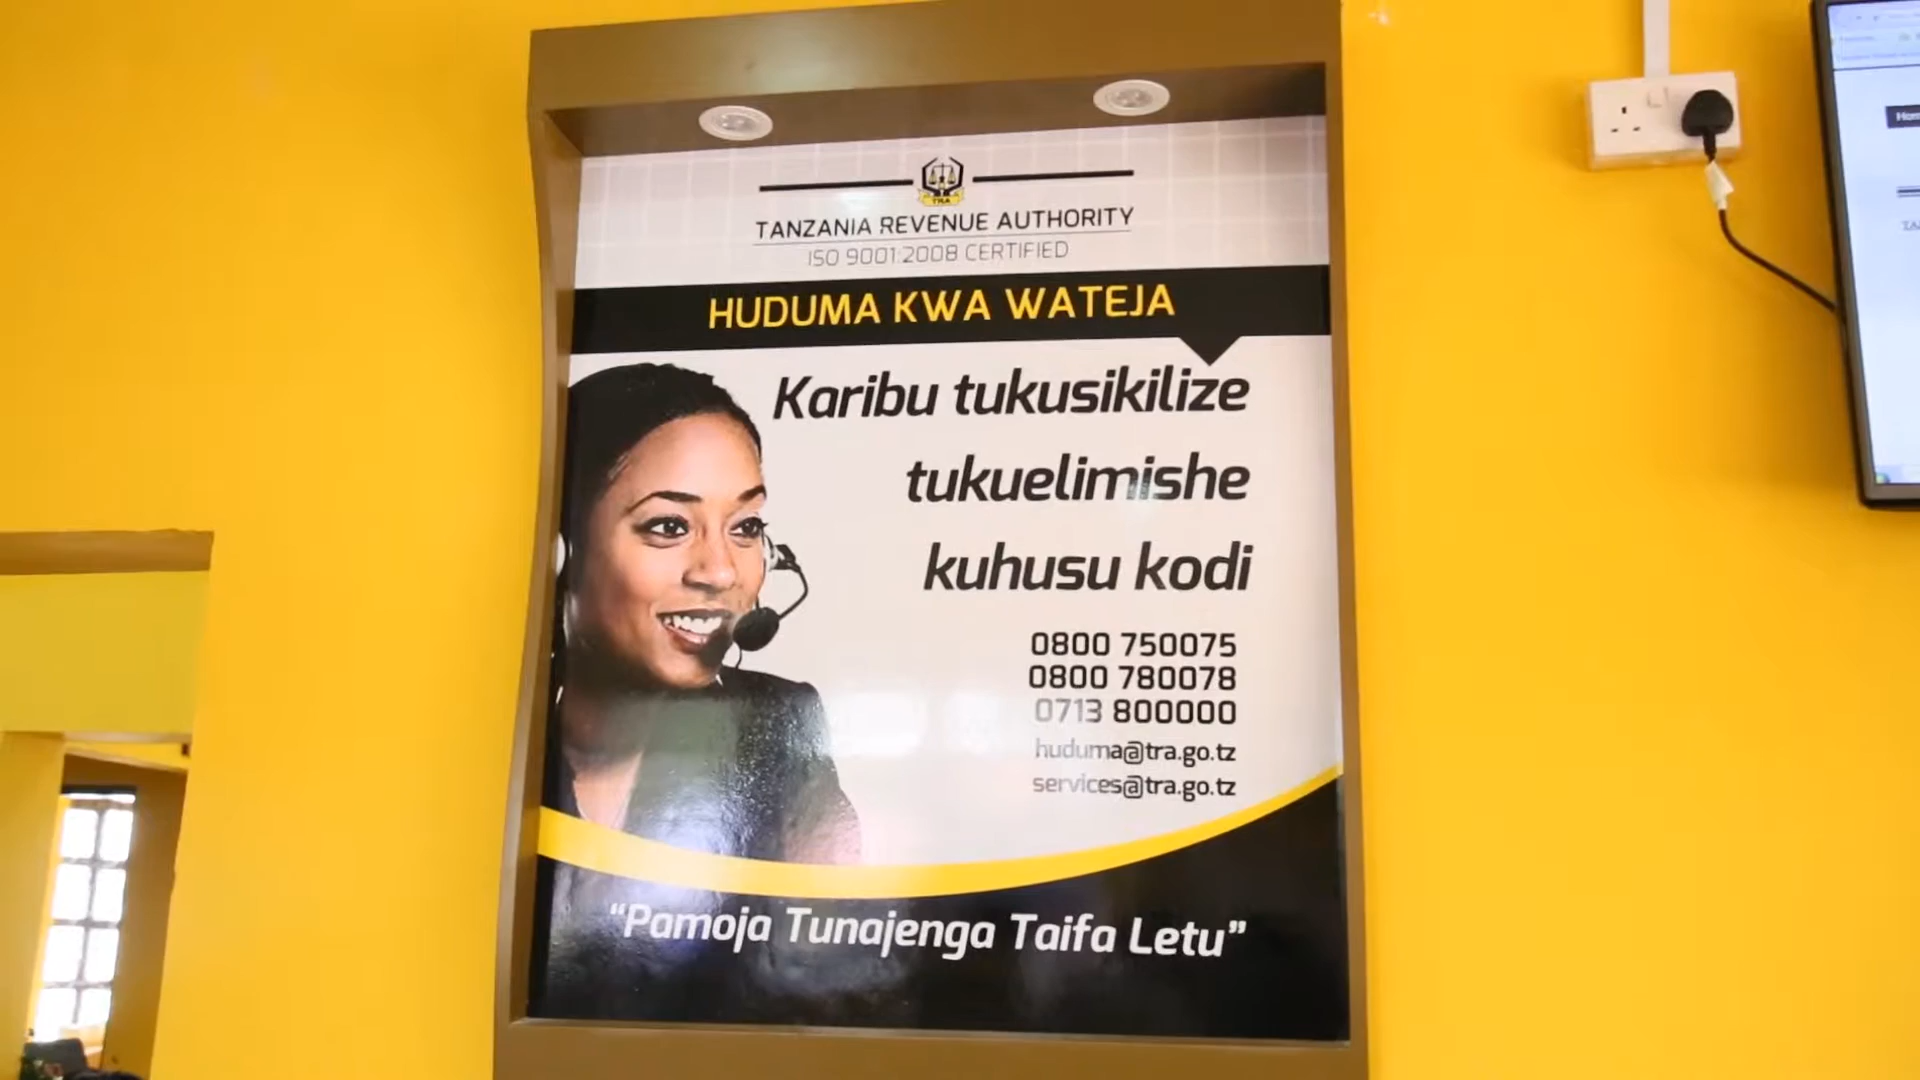 TRA
TANZANIA REVENUE AUTHORITY
ISO 9001:2008 CERTIFIED
HUDUMA KWA WATEJA
Karibu tukusikilize
tukuelimishe
kuhusu kodi
0800 750075
0800 780078
0713 800000
huduma@tra.go.tz
services@tra.go.tz
"Pamoja Tunajenga Taifa Letu"